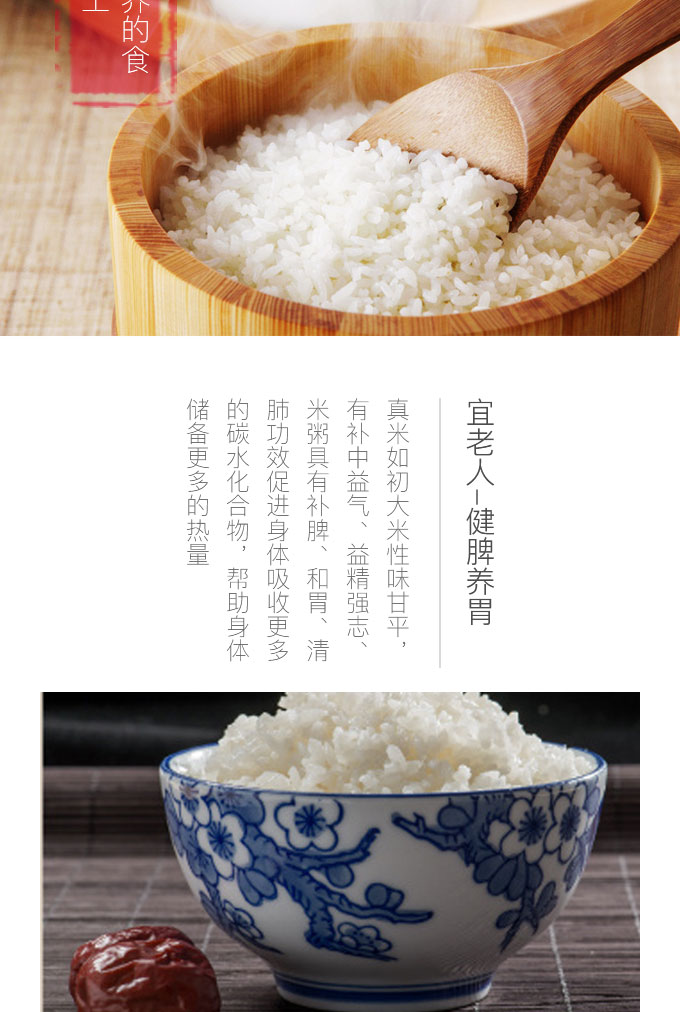 养的食
宜老人-健脾养胃
真米如初大米性味甘平，
有补中益气、益精强志、
米粥具有补脾、和胃、清
肺功效促进身体吸收更多
的碳水化合物，帮助身体
储备更多的热量